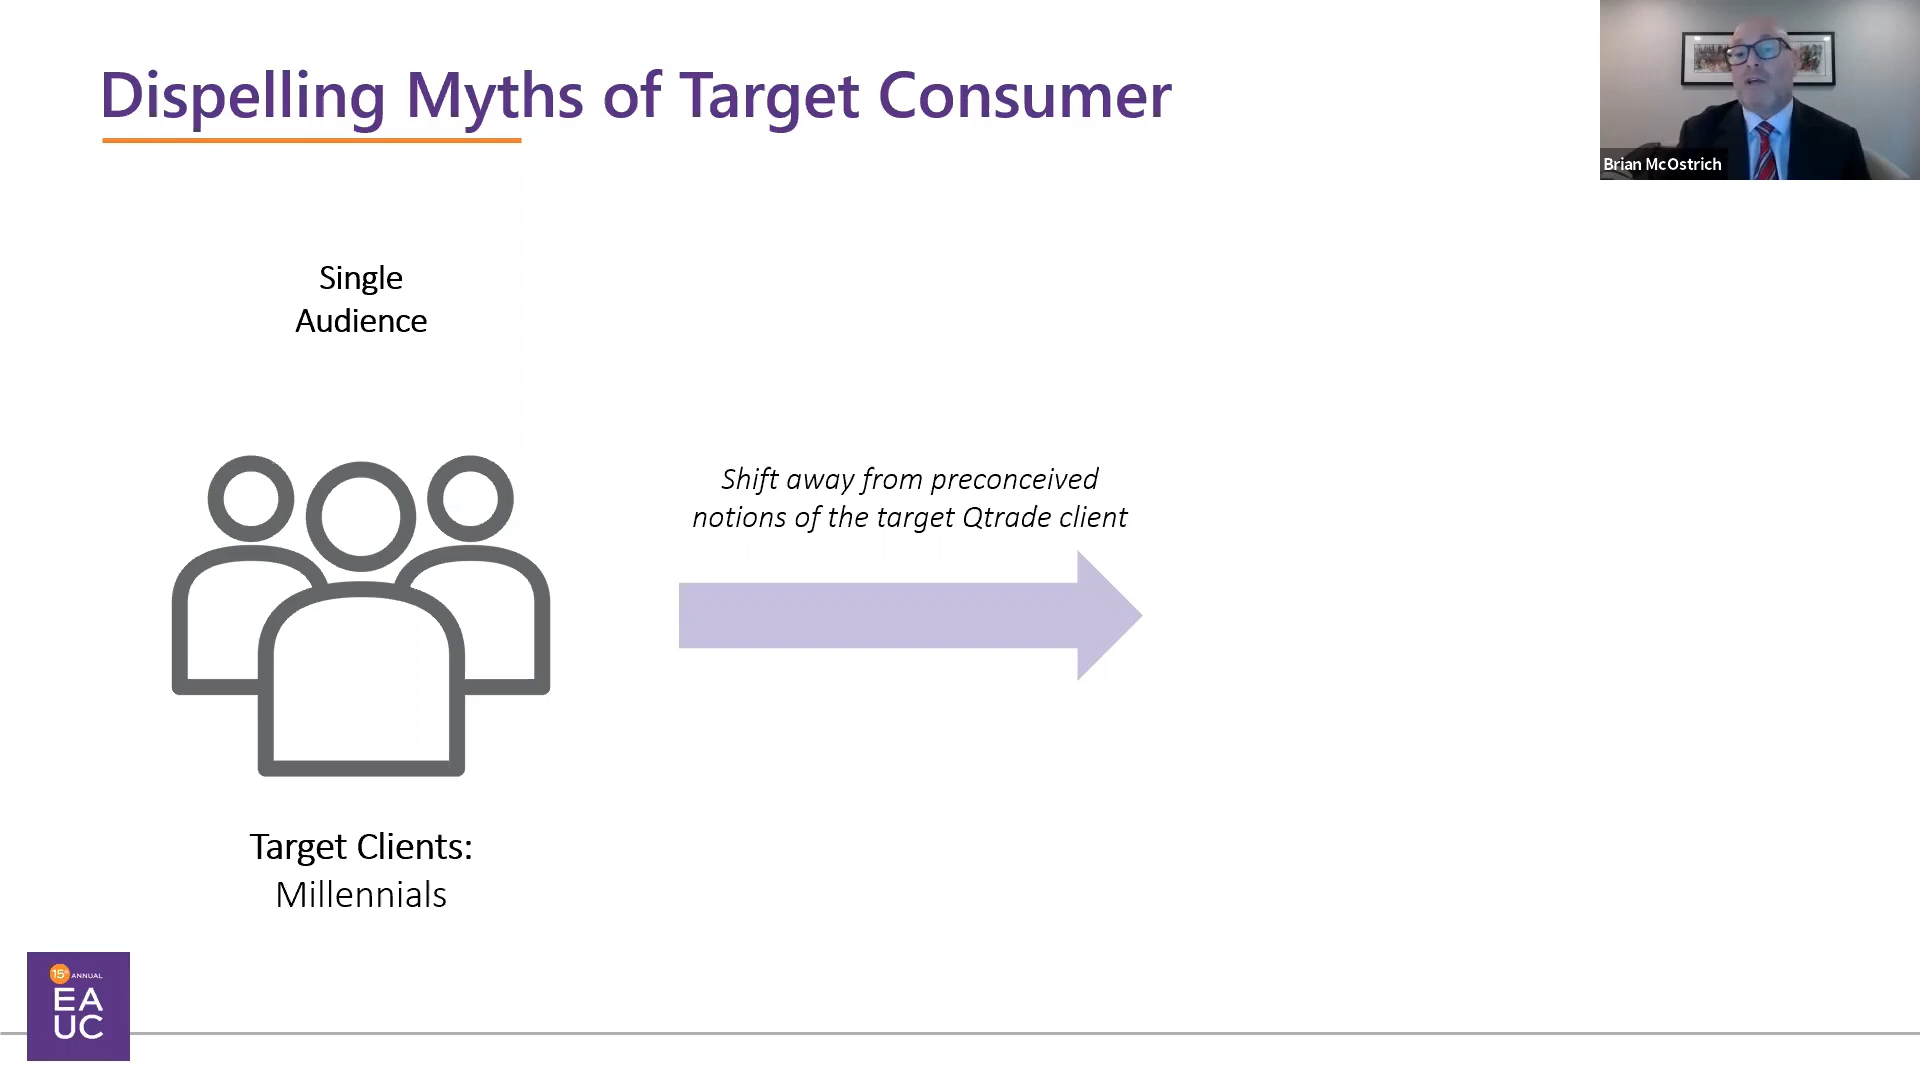 Dispelling Myths of Target Consumer
Brian McOstrich
Single
Audience
Shift away from preconceived
notions of the target Qtrade client
Target Clients:
Millennials
15th ANNUAL
EA
UC